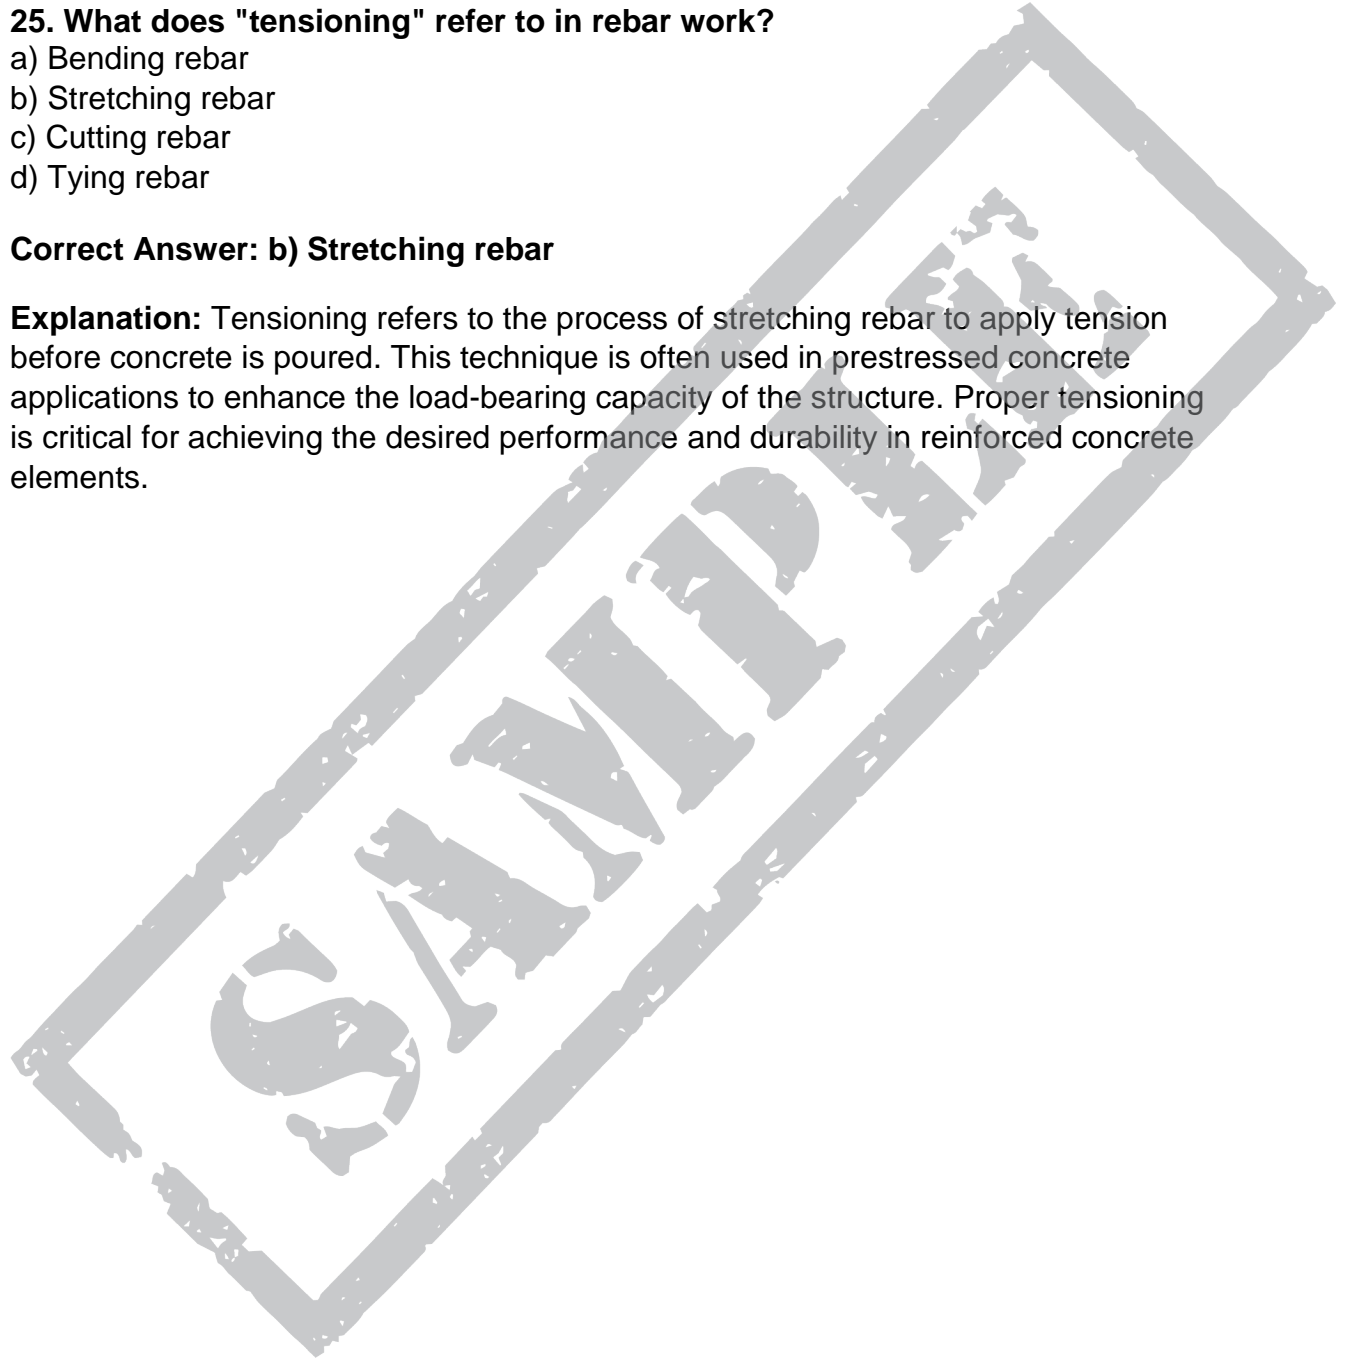 25. What does "tensioning" refer to in rebar work?
a) Bending rebar
b) Stretching rebar
c) Cutting rebar
d) Tying rebar
Correct Answer: b) Stretching rebar
Explanation: Tensioning refers to the process of stretching rebar to apply tension
before concrete is poured. This technique is often used in prestressed concrete
applications to enhance the load-bearing capacity of the structure. Proper tensioning
is critical for achieving the desired performance and durability in reinforced concrete
elements.
SAMPLE